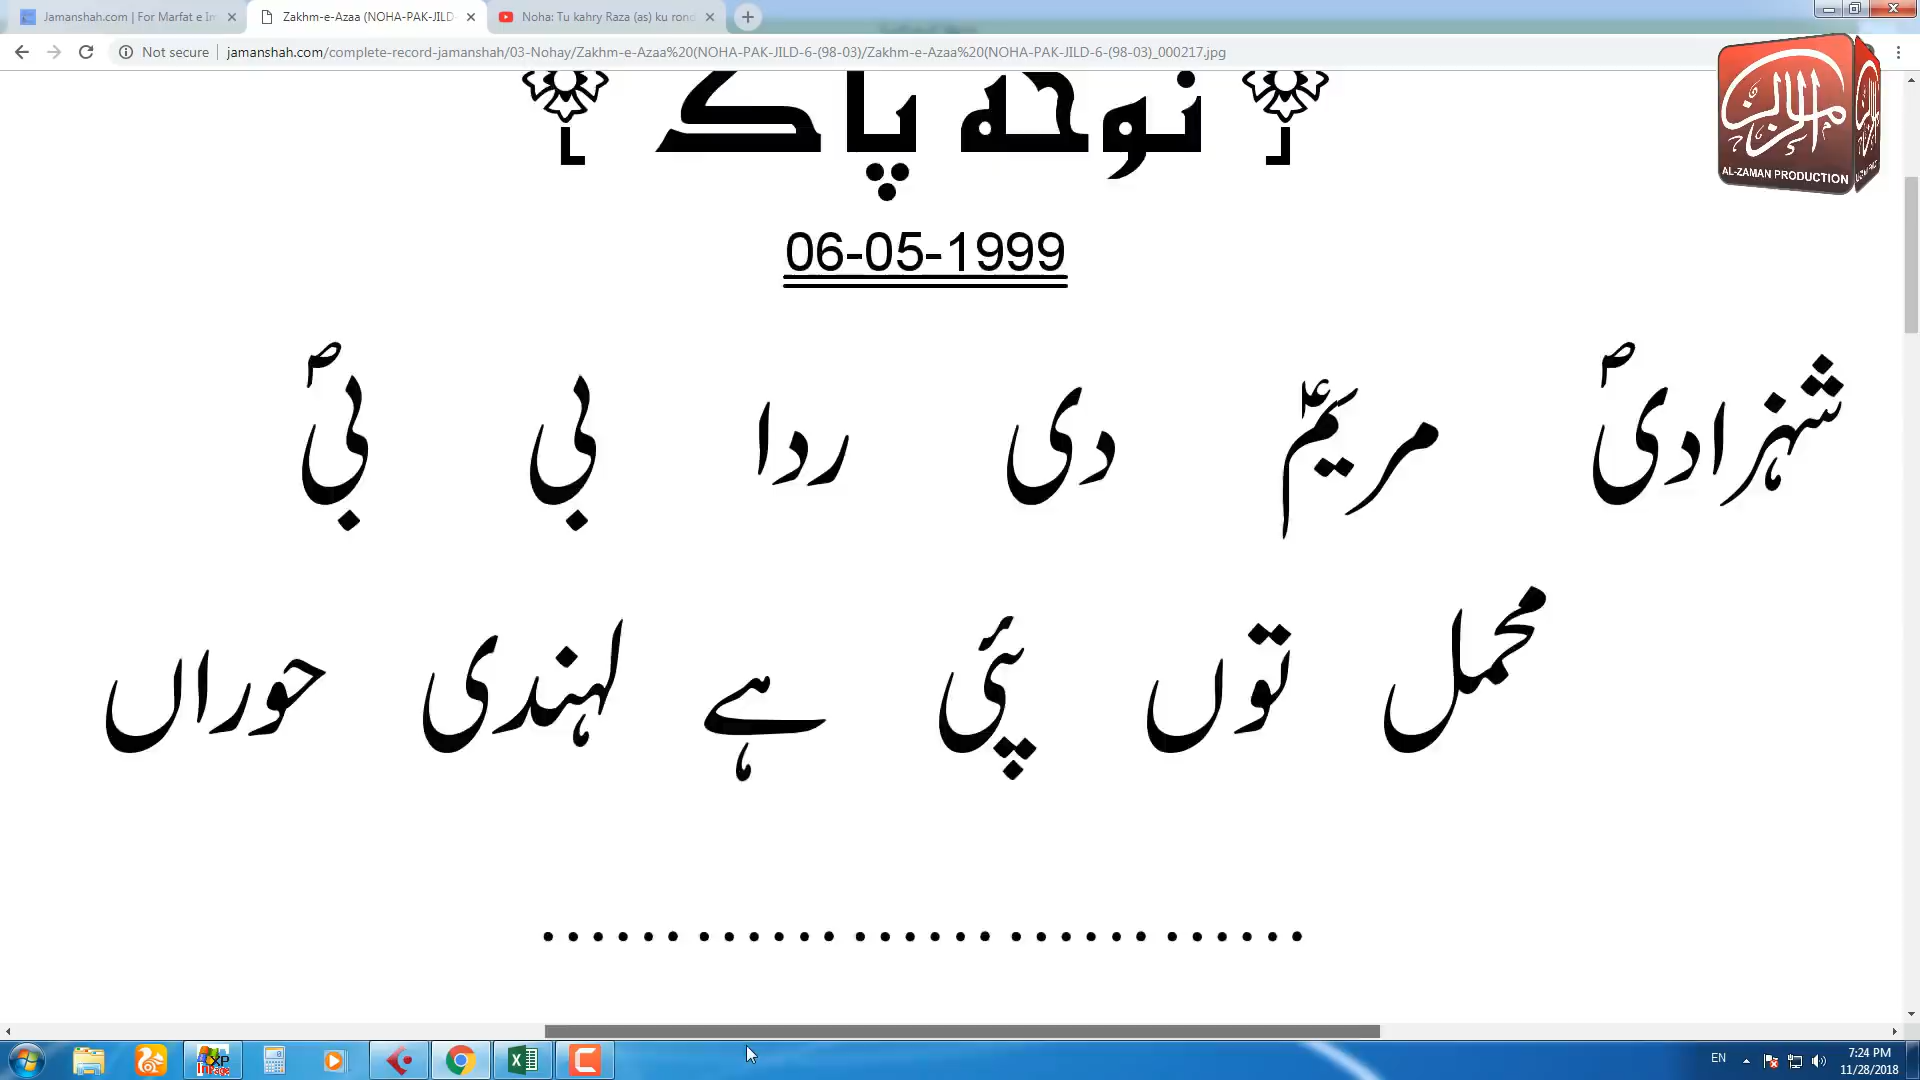 Jamanshah.com | For Marfat e Im
Zakhm-e-Azaa (NOHA-PAK-JILD-
Noha: Tu kahry Raza (as) ku rond
Not secure | jamanshah.com/complete-record-jamanshah/03-Nohay/Zakhm-e-Azaa%20(NOHA-PAK-JILD-6-(98-03)/Zakhm-e-Azaa%20(NOHA-PAK-JILD-6-(98-03)_000217.jpg
AL-ZAMAN PRODUCTION
نوحہ پاک
06-05-1999
شہزادیؐ مریمؑ دی ردا بی بیؐ
محمل توں پئی ہے لہندی حوراں
..............................
EN
7:24 PM
11/28/2018